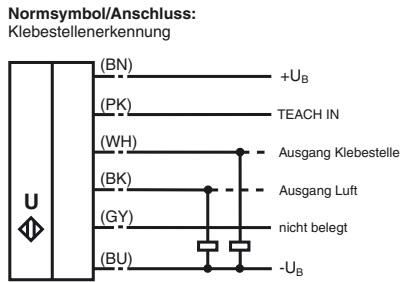 Normsymbol/Anschluss:
Klebestellenerkennung
(BN) +UB
(PK) TEACH IN
(WH) Ausgang Klebestelle
(BK) Ausgang Luft
U
(GY) nicht belegt
(BU) -UB